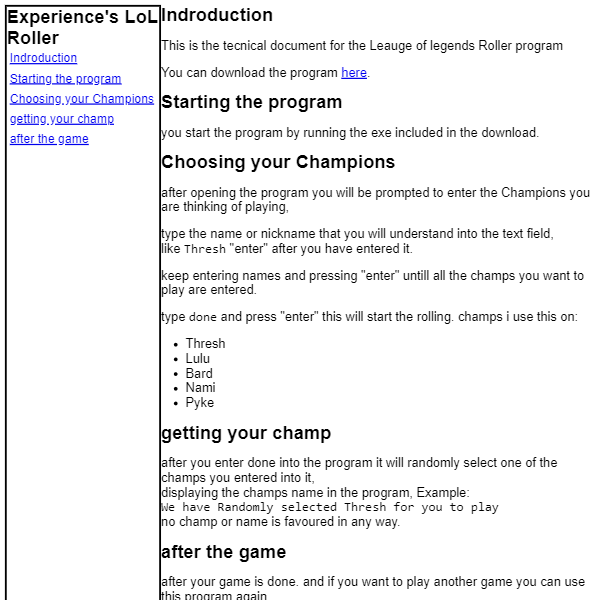 Experience's LoL
Roller
Indroduction
Starting the program
Choosing your Champions
getting your champ
after the game
Indroduction
This is the tecnical document for the Leauge of legends Roller program
You can download the program here.
Starting the program
you start the program by running the exe included in the download.
Choosing your Champions
after opening the program you will be prompted to enter the Champions you
are thinking of playing,
type the name or nickname that you will understand into the text field,
like Thresh "enter" after you have entered it.
keep entering names and pressing "enter" untill all the champs you want to
play are entered.
type done and press "enter" this will start the rolling. champs i use this on:
• Thresh
• Lulu
• Bard
• Nami
• Pyke
getting your champ
after you enter done into the program it will randomly select one of the
champs you entered into it,
displaying the champs name in the program, Example:
We have Randomly selected Thresh for you to play
no champ or name is favoured in any way.
after the game
after your game is done. and if you want to play another game you can use
this program again